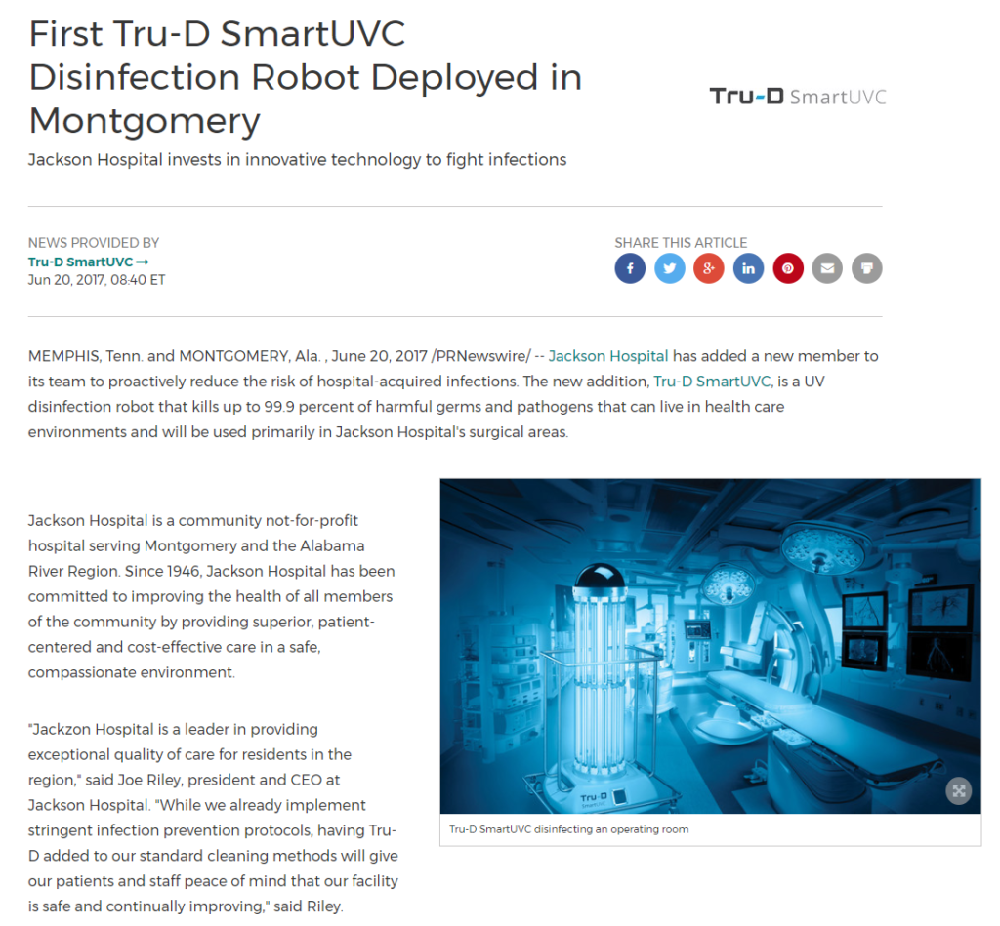 First Tru-D SmartUVC
Disinfection Robot Deployed in
Montgomery
Tru-D SmartUVC
Jackson Hospital invests in innovative technology to fight infections
NEWS PROVIDED BY
Tru-D SmartUVC →
Jun 20, 2017, 08:40 ET
SHARE THIS ARTICLE
MEMPHIS, Tenn. and MONTGOMERY, Ala. , June 20, 2017 /PRNewswire/ -- Jackson Hospital has added a new member to
its team to proactively reduce the risk of hospital-acquired infections. The new addition, Tru-D SmartUVC, is a UV
disinfection robot that kills up to 99.9 percent of harmful germs and pathogens that can live in health care
environments and will be used primarily in Jackson Hospital's surgical areas.
Jackson Hospital is a community not-for-profit
hospital serving Montgomery and the Alabama
River Region. Since 1946, Jackson Hospital has been
committed to improving the health of all members
of the community by providing superior, patient-
centered and cost-effective care in a safe,
compassionate environment.
"Jackzon Hospital is a leader in providing
exceptional quality of care for residents in the
region," said Joe Riley, president and CEO at
Jackson Hospital. "While we already implement
stringent infection prevention protocols, having Tru-
D added to our standard cleaning methods will give
our patients and staff peace of mind that our facility
is safe and continually improving," said Riley.
Tru-D
SmartUVC
Tru-D SmartUVC disinfecting an operating room